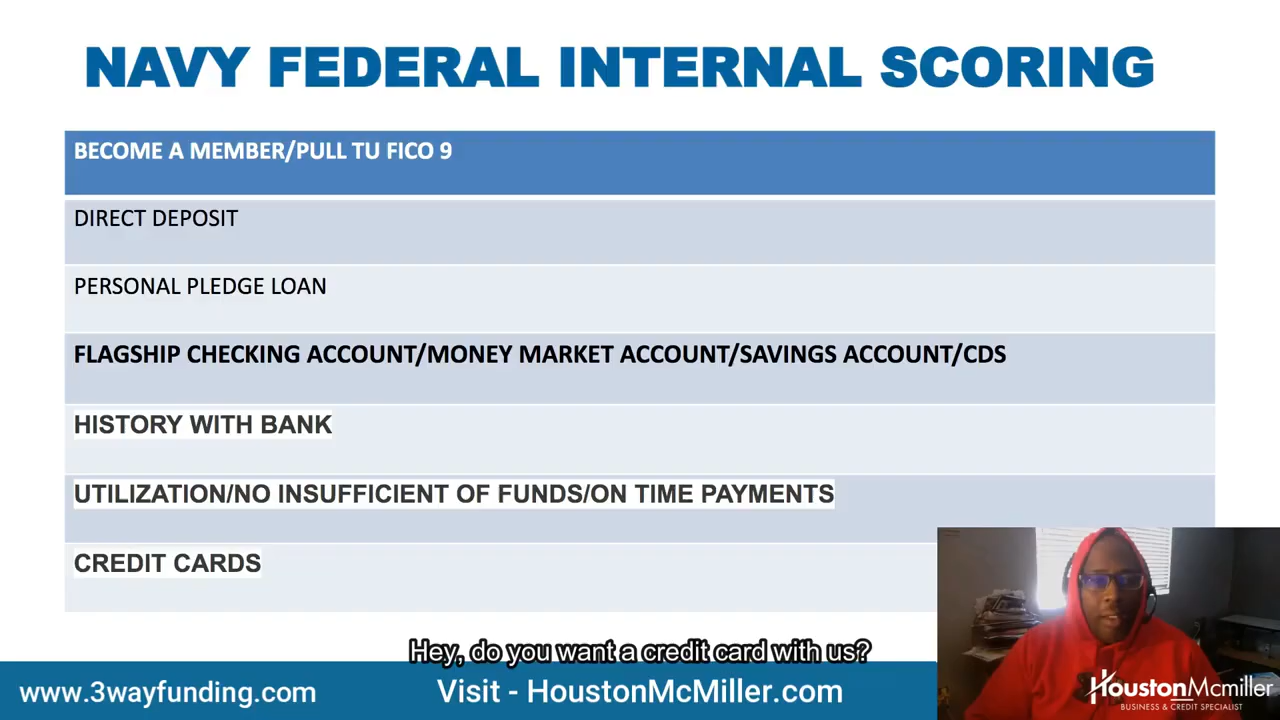 NAVY FEDERAL INTERNAL SCORING
BECOME A MEMBER/PULL TU FICO 9
DIRECT DEPOSIT
PERSONAL PLEDGE LOAN
FLAGSHIP CHECKING ACCOUNT/MONEY MARKET ACCOUNT/SAVINGS ACCOUNT/CDS
HISTORY WITH BANK
UTILIZATION/NO INSUFFICIENT OF FUNDS/ON TIME PAYMENTS
CREDIT CARDS
Hey, do you want a credit card with us?
www.3wayfunding.com
Visit - HoustonMcMiller.com
HoustonMcmiller
BUSINESS & CREDIT SPECIALIST